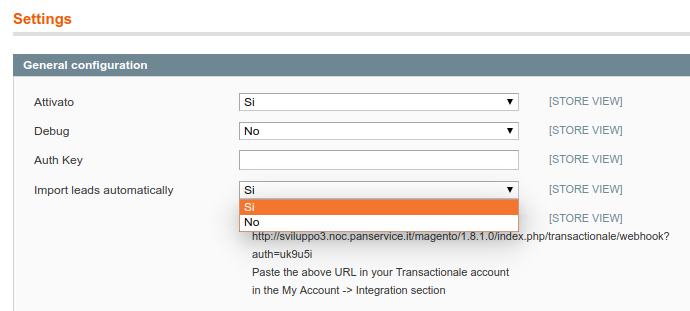 Settings
General configuration
Attivato Si ▼ [STORE VIEW]
Debug No ▼ [STORE VIEW]
Auth Key [STORE VIEW]
Import leads automatically Si ▼ [STORE VIEW]
Si
No [STORE VIEW]
http://sviluppo3.noc.panservice.it/magento/1.8.1.0/index.php/transactionale/webhook?
auth=uk9u5i
Paste the above URL in your Transactionale account
in the My Account -> Integration section